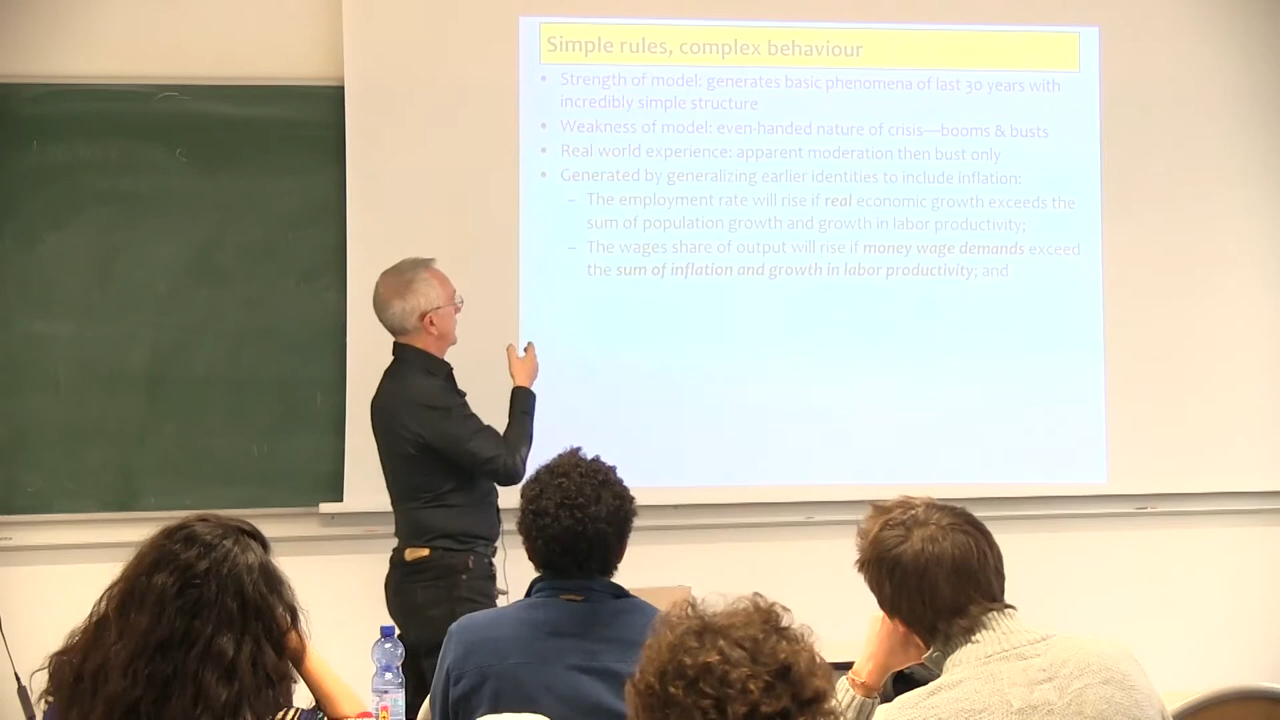 Simple rules, complex behaviour
• Strength of model: generates basic phenomena of last 30 years with
incredibly simple structure
• Weakness of model: even-handed nature of crisis—booms & busts
• Real world experience: apparent moderation then bust only
• Generated by generalizing earlier identities to include inflation:
– The employment rate will rise if real economic growth exceeds the
sum of population growth and growth in labor productivity;
– The wages share of output will rise if money wage demands exceed
the sum of inflation and growth in labor productivity; and